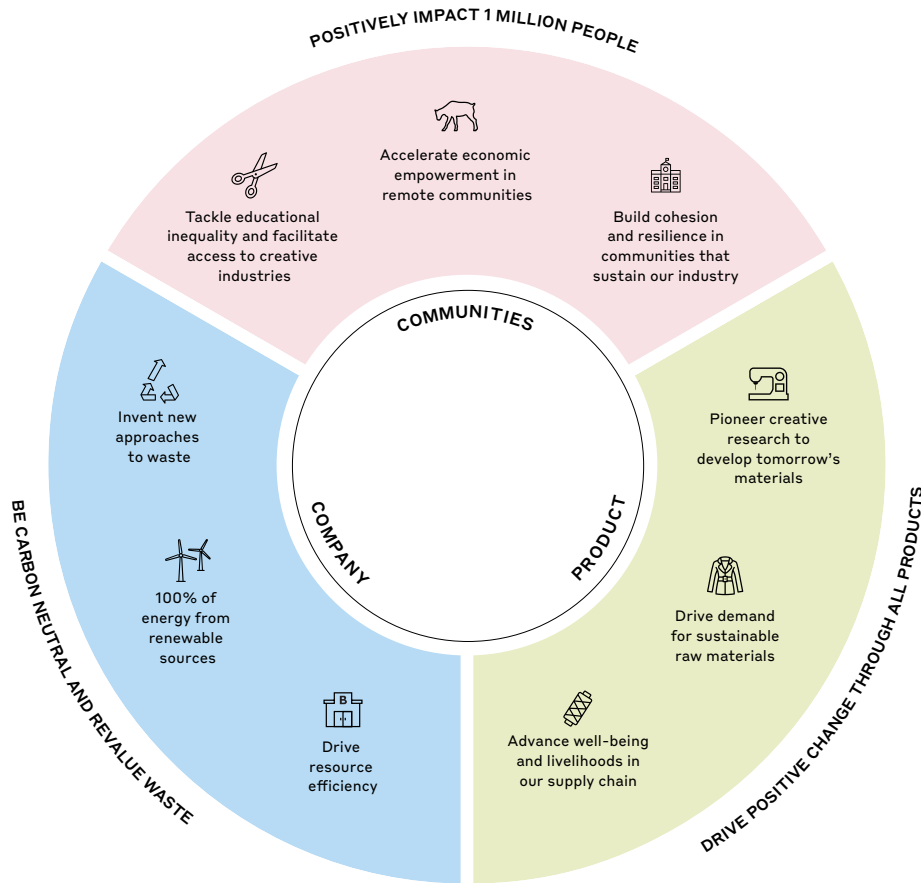 POSITIVELY IMPACT 1 MILLION PEOPLE
Accelerate economic
empowerment in
remote communities
Tackle educational
inequality and facilitate
access to creative
industries
Build cohesion
and resilience in
communities that
sustain our industry
COMMUNITIES
Invent new
approaches
to waste
100% of
energy from
renewable
sources
B
Drive
resource
efficiency
COMPANY
BE CARBON NEUTRAL AND REVALUE WASTE
PRODUCT
Pioneer creative
research to
develop tomorrow's
materials
Drive demand
for sustainable
raw materials
Advance well-being
and livelihoods in
our supply chain
DRIVE POSITIVE CHANGE THROUGH ALL PRODUCTS